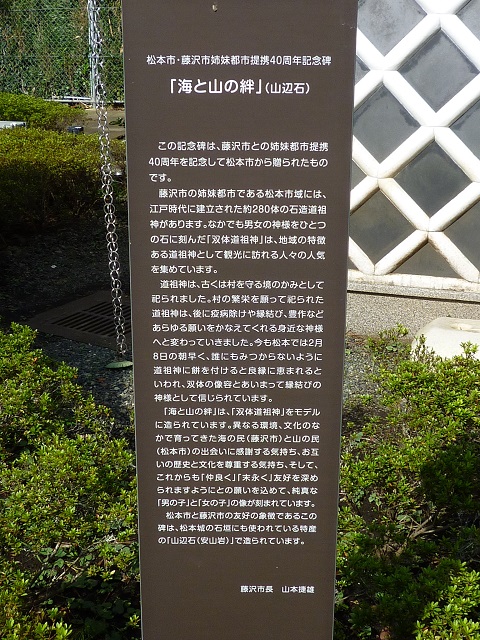 松本市・藤沢市姉妹都市提携40周年記念碑
「海と山の絆」(山辺石)
この記念碑は、藤沢市との姉妹都市提携
40周年を記念して松本市から贈られたもの
です。
藤沢市の姉妹都市である松本市域には、
江戸時代に建立された約280体の石造道祖
神があります。なかでも男女の神様をひとつ
の石に刻んだ「双体道祖神」は、地域の特徴
ある道祖神として観光に訪れる人々の人気
を集めています。
道祖神は、古くは村を守る境のかみとして
祀られました。村の繁栄を願って祀られた
道祖神は、後に疫病除けや縁結び、豊作など
あらゆる願いをかなえてくれる身近な神様
へと変わっていきました。今も松本では2月
8日の朝早く、誰にもみつからないように
道祖神に餅を付けると良縁に恵まれると
いわれ、双体の像容とあいまって縁結びの
神様として信じられています。
「海と山の絆」は、「双体道祖神」をモデル
に造られています。異なる環境、文化のな
かで育ってきた海の民(藤沢市)と山の民
(松本市)の出会いに感謝する気持ち、お互
いの歴史と文化を尊重する気持ち、そして、
これからも「仲良く」「末永く」友好を深め
られますようにとの願いを込めて、純真な
「男の子」と「女の子」の像が刻まれています。
松本市と藤沢市の友好の象徴であるこの
碑は、松本城の石垣にも使われている特産
の「山辺石(安山岩)」で造られています。
藤沢市長 山本捷雄